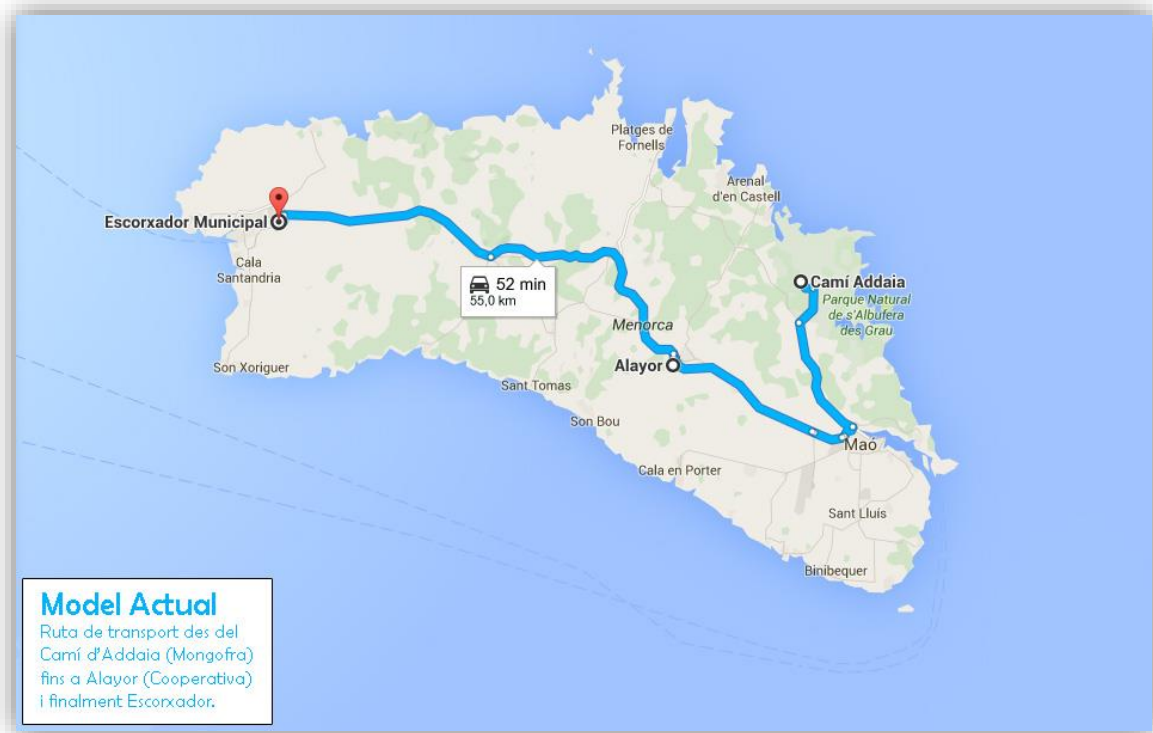 Platges de
Fornells
Arenal
d'en Castell
Escorxador Municipal
Cala
Santandria
52 min
55,0 km
Camí Addaia
Parque Natural
de s'Albufera
des Grau
Menorca
Alayor
Son Xoriguer
Sant Tomas
Son Bou
Maó
Cala en Porter
Sant Lluís
Binibequer
Model Actual
Ruta de transport des del
Camí d'Addaia (Mongofra)
fins a Alayor (Cooperativa)
i finalment Escorxador.